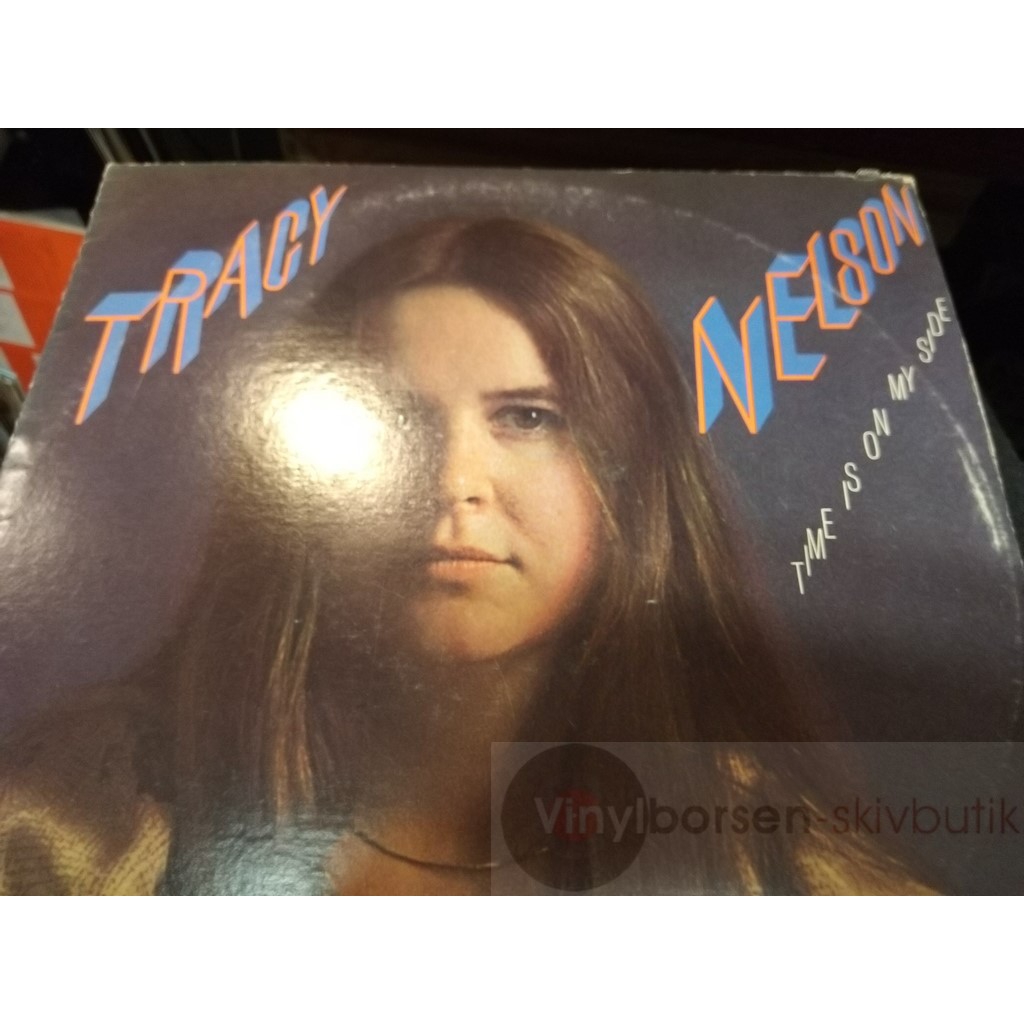 TRACY
NELSON
TIME IS ON MY SIDE
Vinylborsen-skivbutik